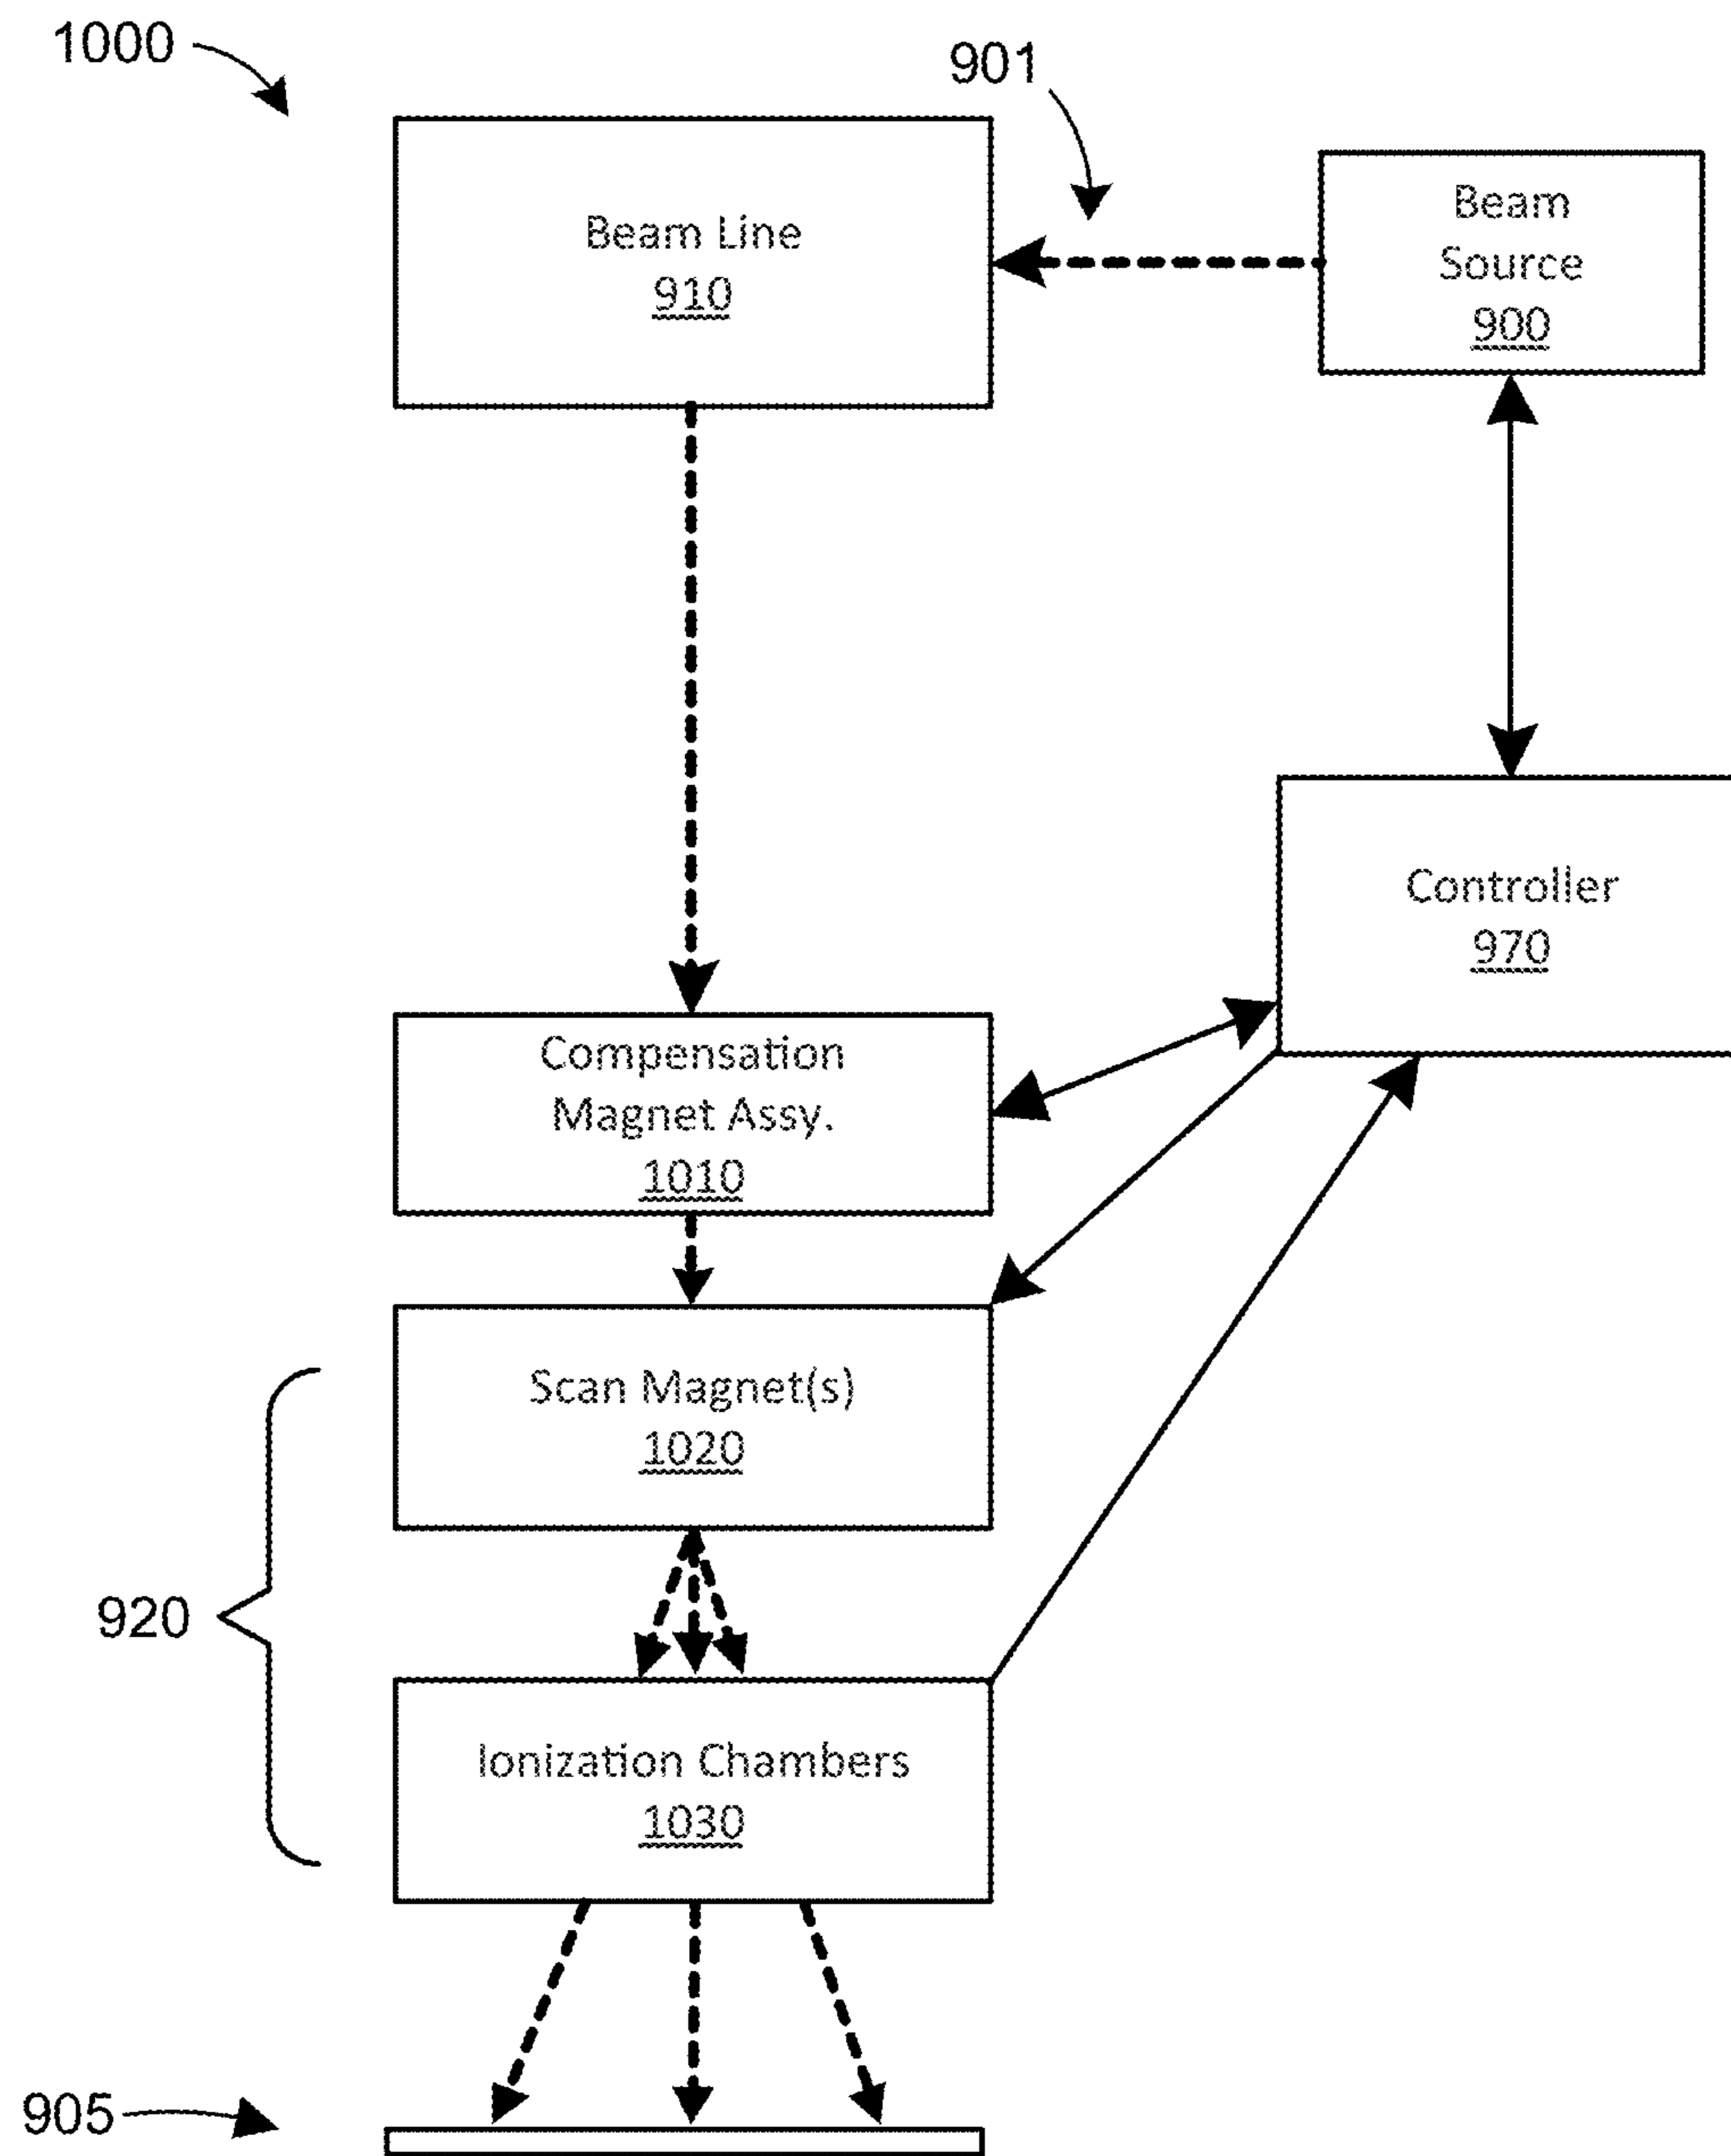 1000
901
Beam Line
910
Beam
Source
900
Controller
970
Compensation
Magnet Assy.
1010
Scan Magnet(s)
1020
920
Ionization Chambers
1030
905